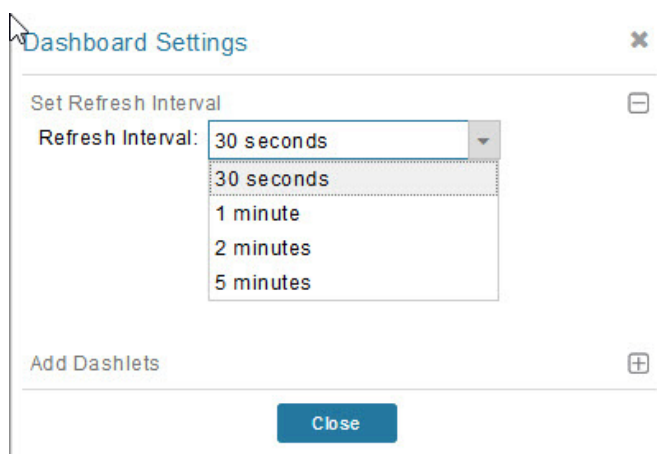 Dashboard Settings
Set Refresh Interval
Refresh Interval: 30 seconds
30 seconds
1 minute
2 minutes
5 minutes
Add Dashlets
Close